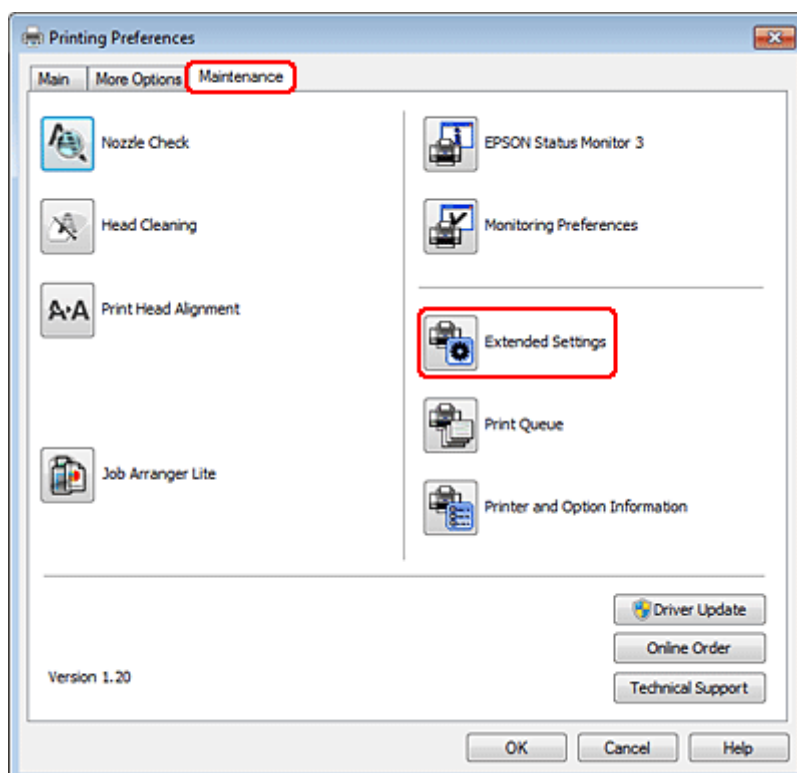 Printing Preferences
Main
More Options
Maintenance
Nozzle Check
Head Cleaning
A•A Print Head Alignment
Job Arranger Lite
EPSON Status Monitor 3
Monitoring Preferences
Extended Settings
Print Queue
Printer and Option Information
Driver Update
Online Order
Technical Support
Version 1.20
OK
Cancel
Help